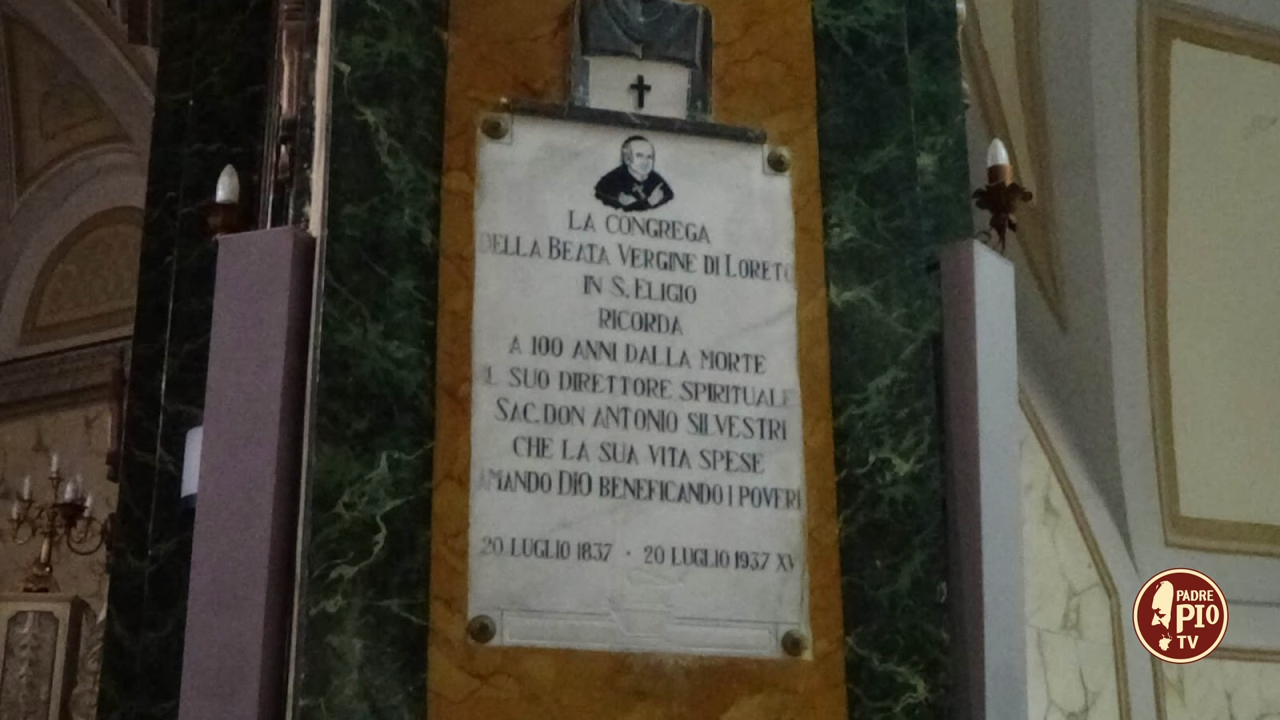 LA CONGREGA
DELLA BEATA VERGINE DI LORETO
IN S. ELIGIO
RICORDA
A 100 ANNI DALLA MORTE
IL SUO DIRETTORE SPIRITUALE
SAC. DON ANTONIO SILVESTRI
CHE LA SUA VITA SPESE
AMANDO DIO BENEFICANDO I POVERI
20 LUGLIO 1837 · 20 LUGLIO 1937 XV
PADRE
PIO
TV